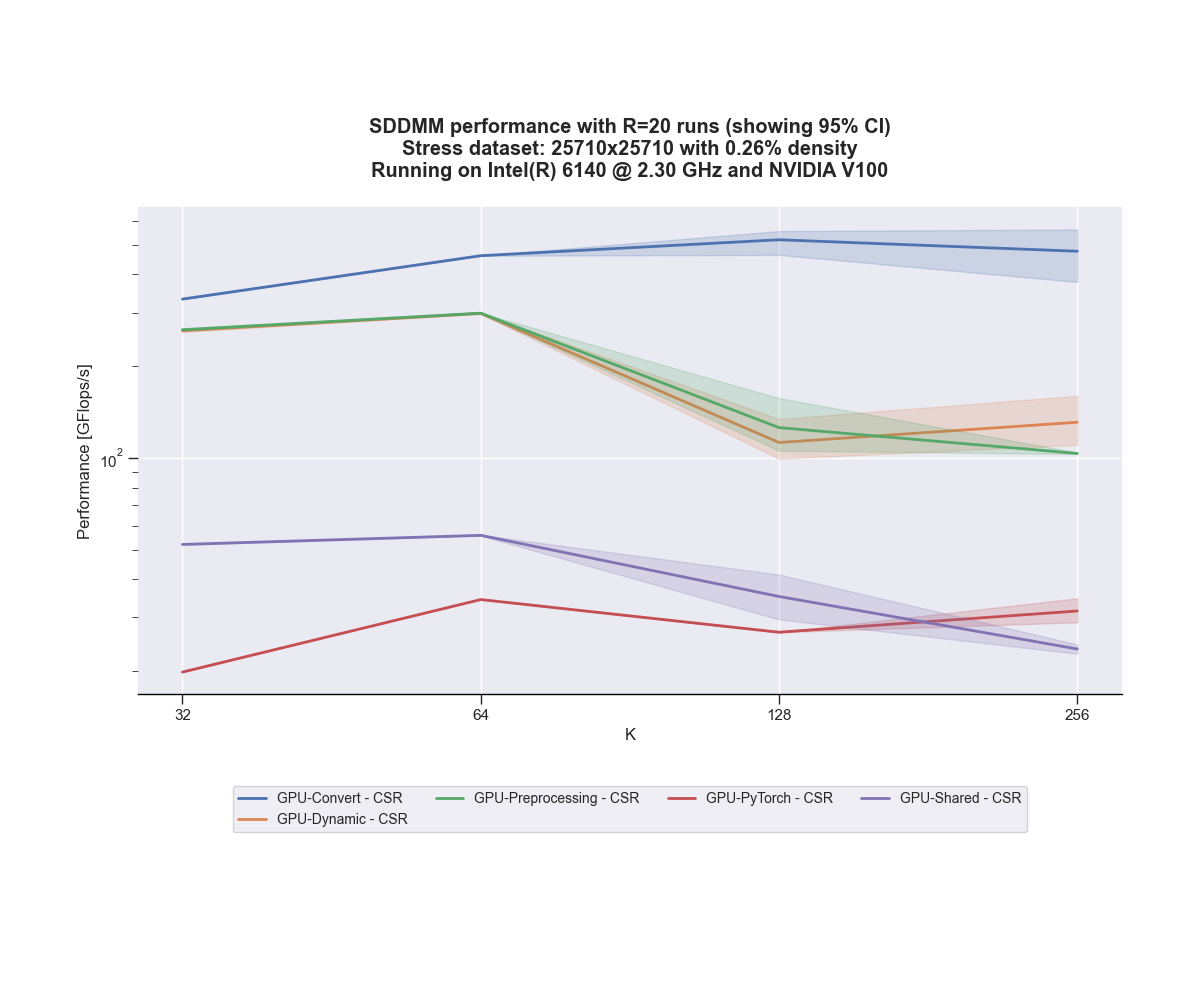 SDDMM performance with R=20 runs (showing 95% CI)
Stress dataset: 25710x25710 with 0.26% density
Running on Intel(R) 6140 @ 2.30 GHz and NVIDIA V100
Performance [GFlops/s]
10²
32 64 128 256
K
GPU-Convert - CSR GPU-Preprocessing - CSR GPU-PyTorch - CSR GPU-Shared - CSR
GPU-Dynamic - CSR